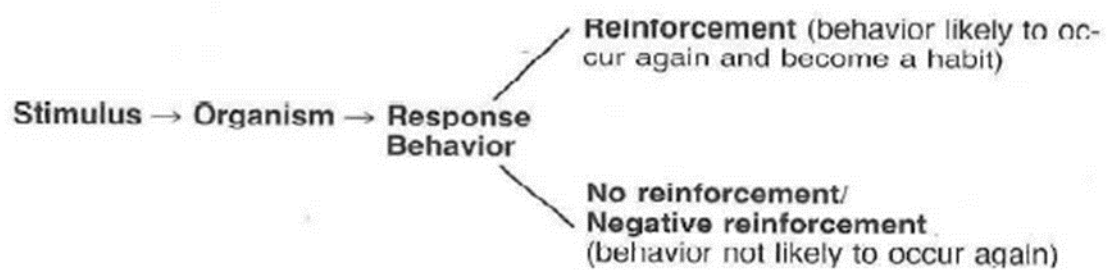 Reinforcement (behavior likely to oc-
cur again and become a habit)
Stimulus → Organism → Response
Behavior
No reinforcement/
Negative reinforcement
(behavior not likely to occur again)